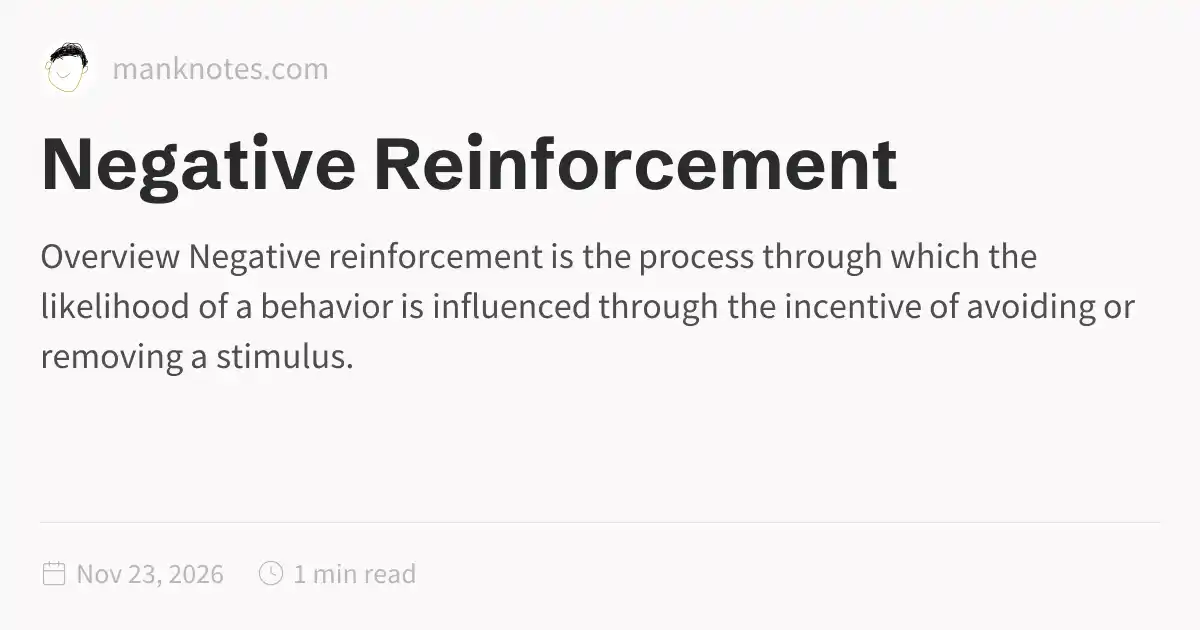 manknotes.com
Negative Reinforcement
Overview Negative reinforcement is the process through which the
likelihood of a behavior is influenced through the incentive of avoiding or
removing a stimulus.
Nov 23, 2026 1 min read